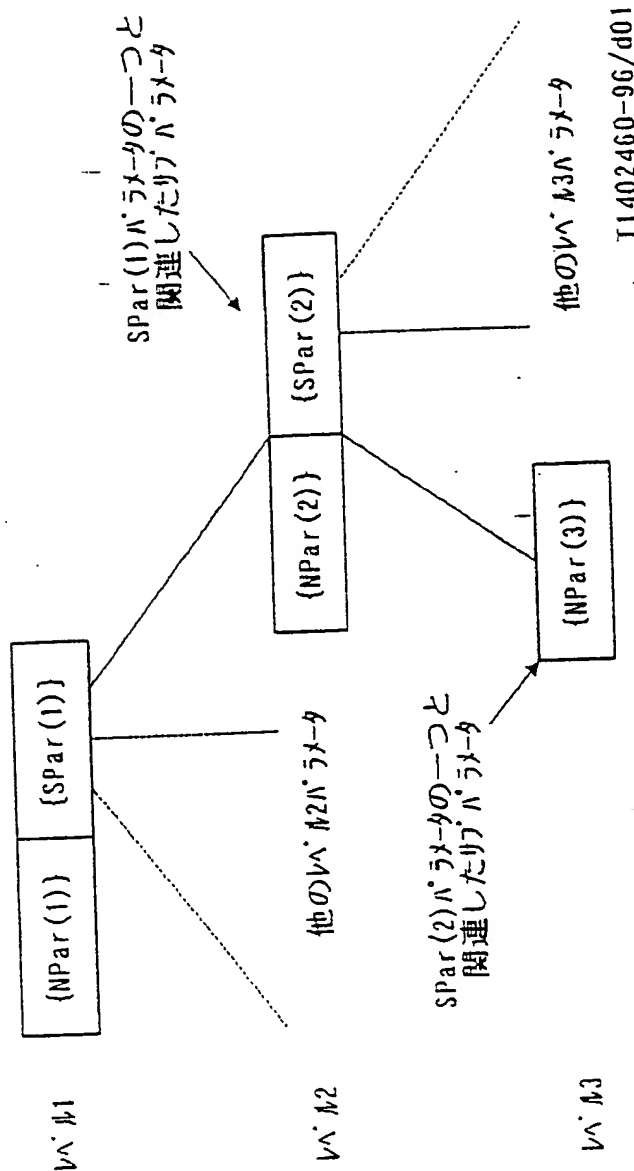 レベル1
{NPar(1)} {SPar(1)}
SPar(1)パラメータの一つと
関連したリブパラメータ
レベル2
他のレベル2パラメータ
{NPar(2)} {SPar(2)}
SPar(2)パラメータの一つと
関連したリブパラメータ
レベル3
{NPar(3)}
他のレベル3パラメータ
T1402460-96/d01